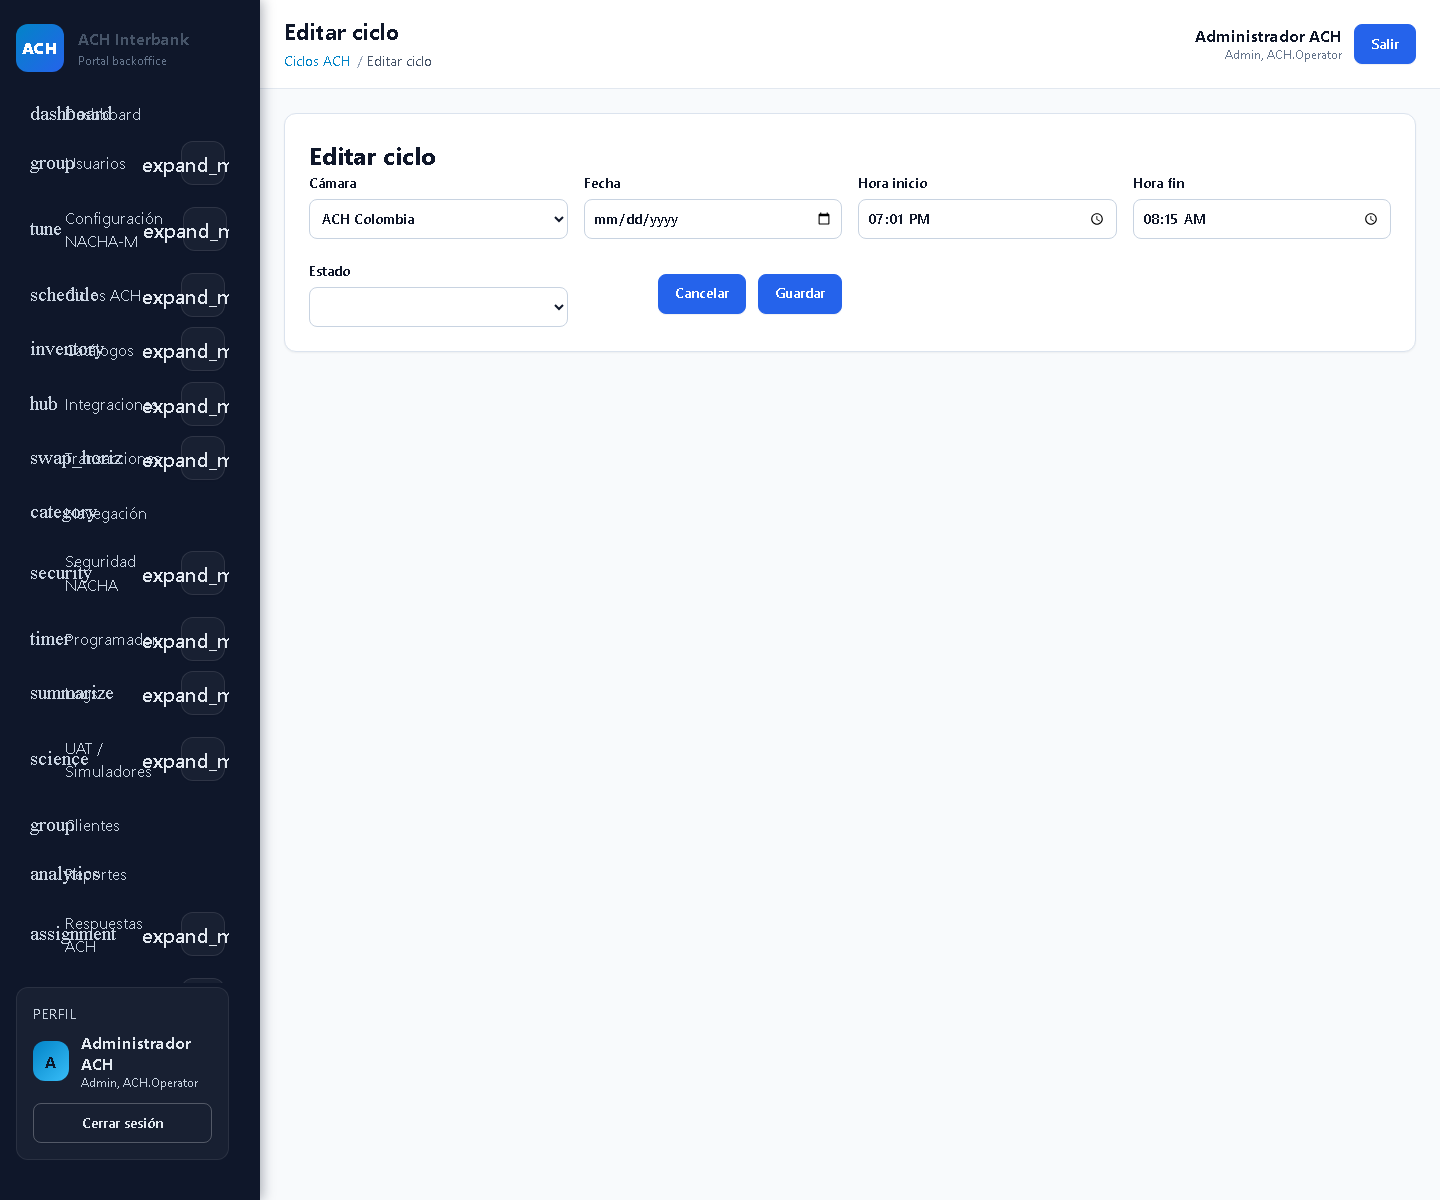 ACH
ACH Interbank
Portal backoffice
dashboard
Dashboard
group
Usuarios
expand_m
tune
Configuración
NACHA-M
expand_m
schedule
Ciclos ACH
expand_m
inventory
Catálogos
expand_m
hub
Integraciones
expand_m
swap_horiz
Transacciones
expand_m
category
Navegación
security
Seguridad
NACHA
expand_m
timer
Programador
expand_m
summarize
expand_m
science
UAT /
Simuladores
expand_m
group
Clientes
analytics
Reportes
assignment
Respuestas
ACH
expand_m
PERFIL
A
Administrador
ACH
Admin, ACH.Operator
Cerrar sesión
Editar ciclo
Ciclos ACH / Editar ciclo
Administrador ACH
Admin, ACH.Operator
Salir
Editar ciclo
Cámara
Fecha
Hora inicio
Hora fin
ACH Colombia
mm/dd/yyyy
07:01 PM
08:15 AM
Estado
Cancelar
Guardar